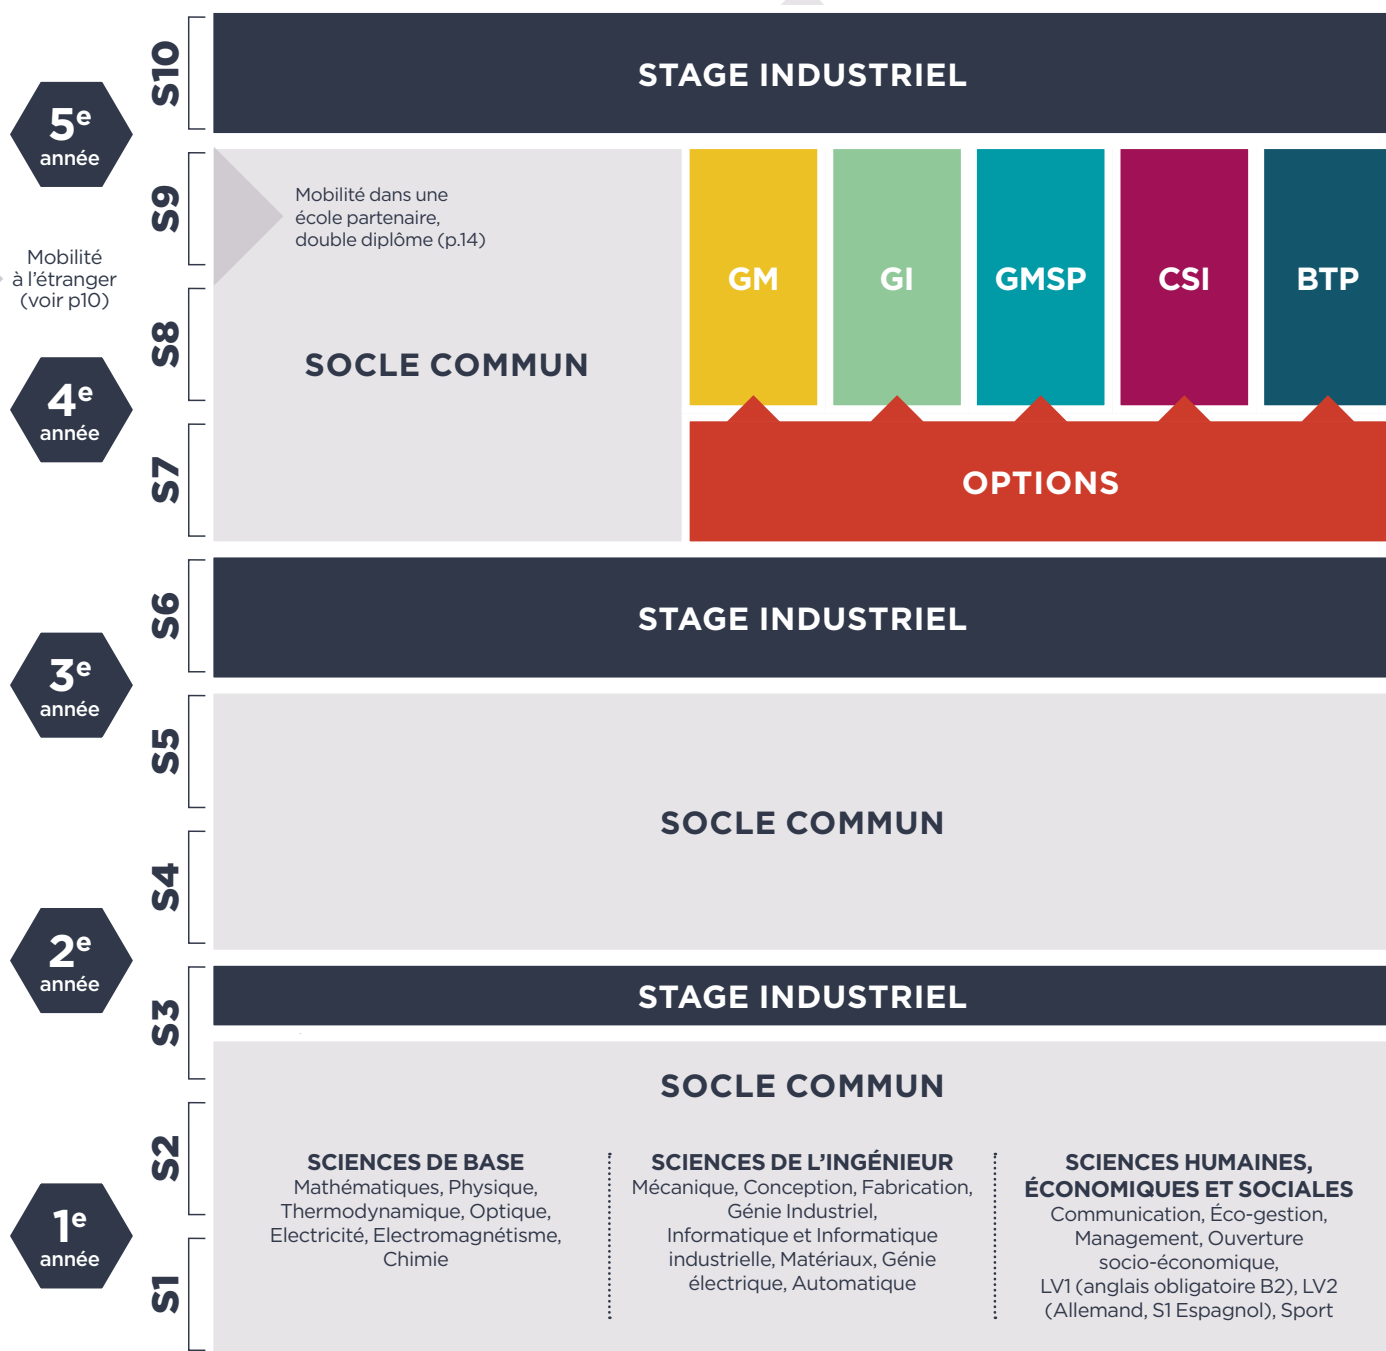 S10
STAGE INDUSTRIEL
5e
année
S9
Mobilité dans une
école partenaire,
double diplôme (p.14)
Mobilité
à l'étranger
(voir p10)
GM
GI
GMSP
CSI
BTP
S8
SOCLE COMMUN
4e
année
S7
OPTIONS
S6
STAGE INDUSTRIEL
3e
année
S5
SOCLE COMMUN
S4
2e
année
S3
STAGE INDUSTRIEL
SOCLE COMMUN
S2
SCIENCES DE BASE
Mathématiques, Physique,
Thermodynamique, Optique,
Electricité, Electromagnétisme,
Chimie
SCIENCES DE L'INGÉNIEUR
Mécanique, Conception, Fabrication,
Génie Industriel,
Informatique et Informatique
industrielle, Matériaux, Génie
électrique, Automatique
SCIENCES HUMAINES,
ÉCONOMIQUES ET SOCIALES
Communication, Éco-gestion,
Management, Ouverture
socio-économique,
LV1 (anglais obligatoire B2), LV2
(Allemand, S1 Espagnol), Sport
1e
année
S1